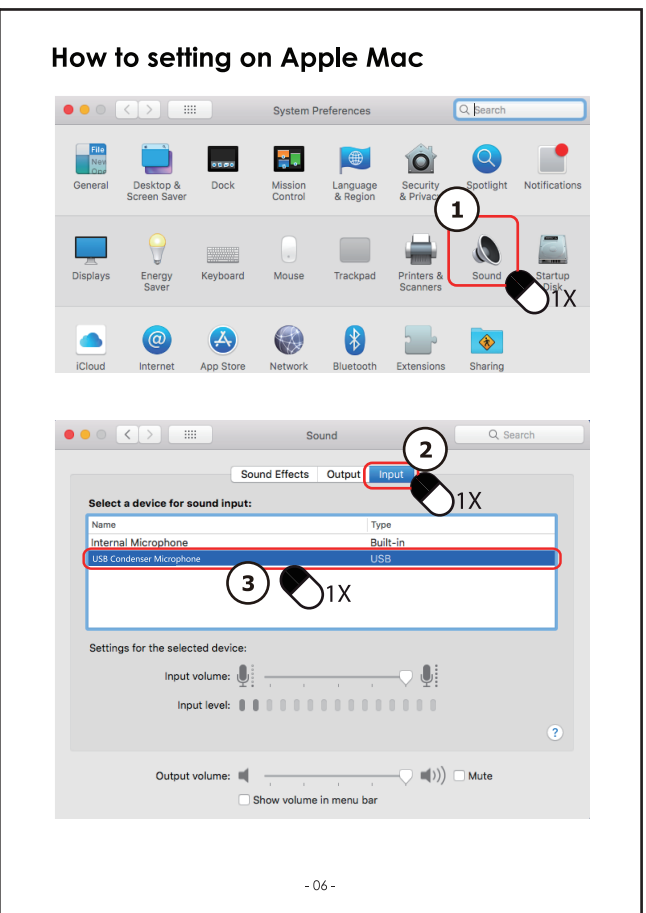 How to setting on Apple Mac
System Preferences
Search
File
New
Ope
General
Desktop &
Screen Saver
Dock
Mission
Control
Language
& Region
Security
& Privacy
Spotlight
Notifications
1
Displays
Energy
Saver
Keyboard
Mouse
Trackpad
Printers &
Scanners
Sound
Startup
Disk
1X
iCloud
Internet
App Store
Network
Bluetooth
Extensions
Sharing
Sound
Search
2
Sound Effects Output Input
1X
Select a device for sound input:
Name Type
Internal Microphone Built-in
USB Condenser Microphone USB
3
1X
Settings for the selected device:
Input volume:
Input level:
?
Output volume: Mute
Show volume in menu bar
- 06 -